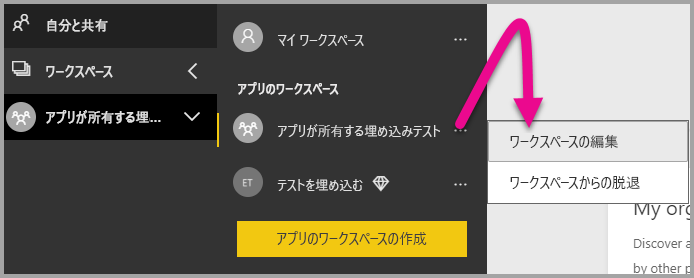 自分と共有
ワークスペース
アプリが所有する埋め...
マイ ワークスペース
アプリのワークスペース
アプリが所有する埋め込みテスト
ET テストを埋め込む
アプリのワークスペースの作成
ワークスペースの編集
ワークスペースからの脱退
My org
Discover a
by other p